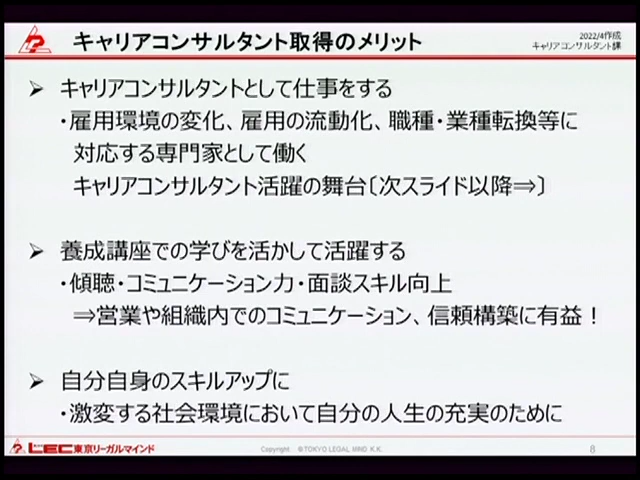 キャリアコンサルタント取得のメリット
2022/4作成
キャリアコンサルタント課
➢ キャリアコンサルタントとして仕事をする
・雇用環境の変化、雇用の流動化、職種・業種転換等に
対応する専門家として働く
キャリアコンサルタント活躍の舞台〔次スライド以降⇒〕
➢ 養成講座での学びを活かして活躍する
・傾聴・コミュニケーション力・面談スキル向上
⇒営業や組織内でのコミュニケーション、信頼構築に有益！
➢ 自分自身のスキルアップに
・激変する社会環境において自分の人生の充実のために
LEC東京リーガルマインド
Copyright ©TOKYO LEGAL MIND K.K.
8